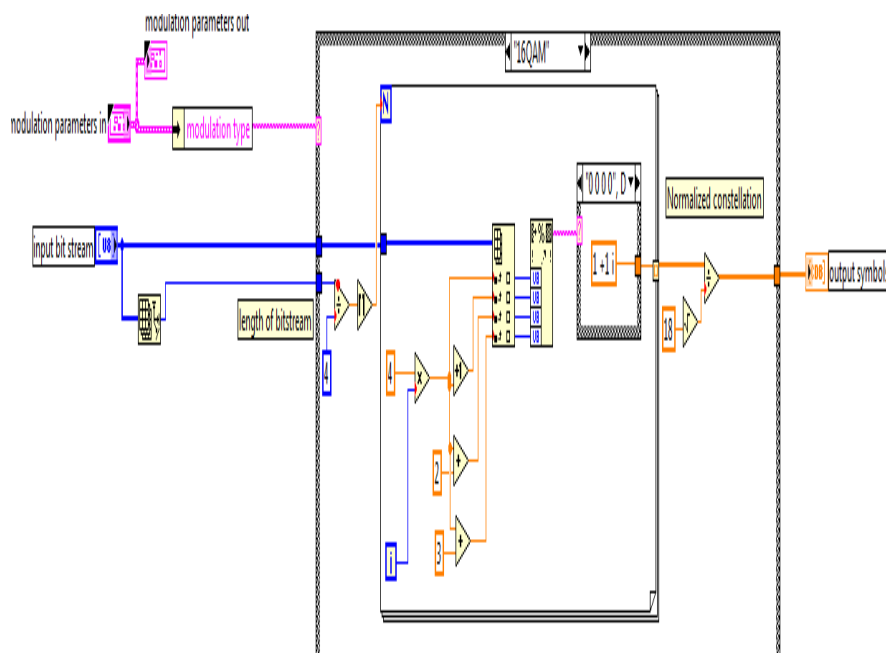 modulation parameters out
"16QAM"
N
modulation parameters in
modulation type
"0 0 0 0", D
Normalized constellation
input bit stream
U8
1 +1 i
output symbols
U8
U8
U8
U8
length of bitstream
18
4
4
x
+1
2
+
3
+
i